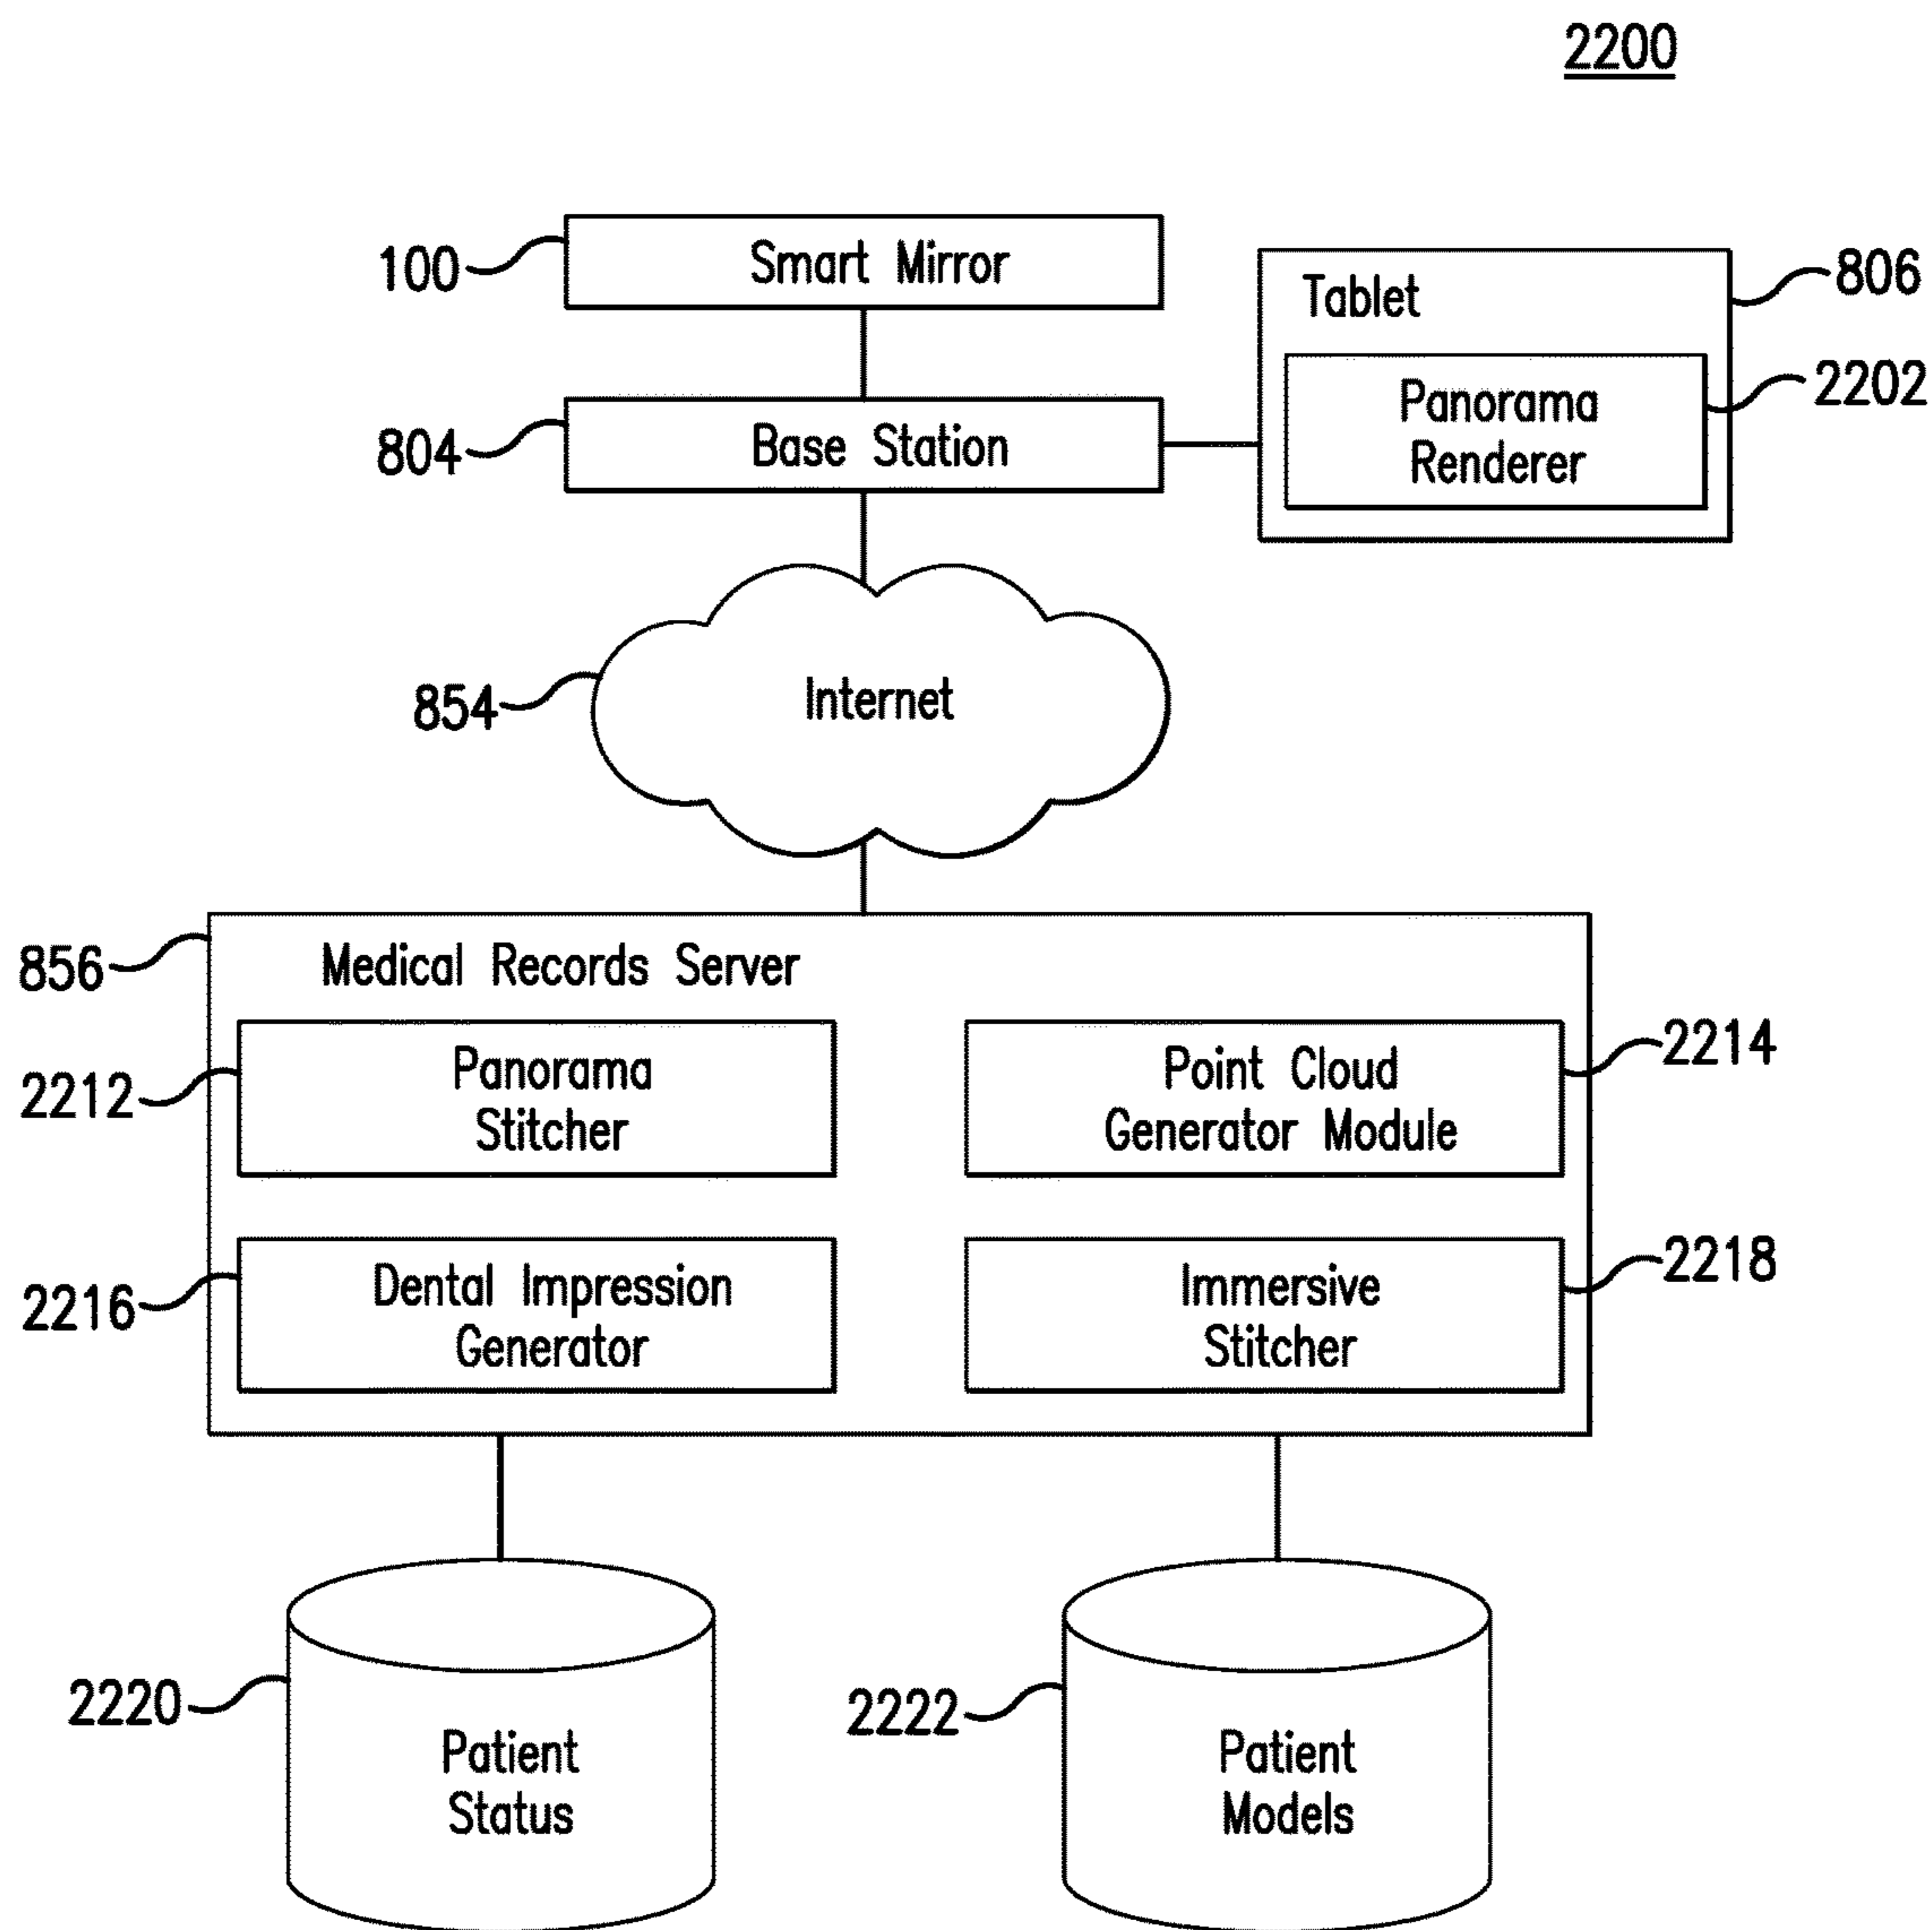 2200
100
Smart Mirror
Tablet
806
Panorama
Renderer
2202
804
Base Station
854
Internet
856
Medical Records Server
2212
Panorama
Stitcher
Point Cloud
Generator Module
2214
2216
Dental Impression
Generator
Immersive
Stitcher
2218
2220
Patient
Status
2222
Patient
Models